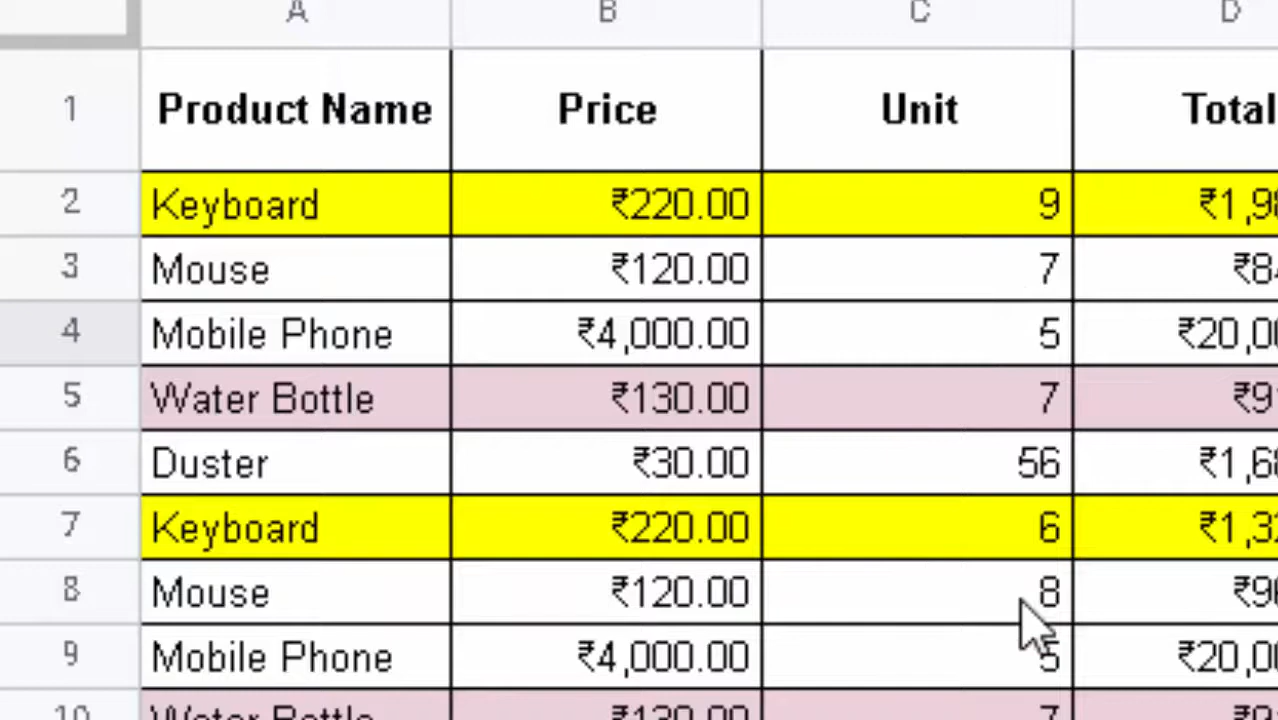 A B C D
1 Product Name Price Unit Total
2 Keyboard ₹220.00 9 ₹1,9
3 Mouse ₹120.00 7 ₹8
4 Mobile Phone ₹4,000.00 5 ₹20,0
5 Water Bottle ₹130.00 7 ₹9
6 Duster ₹30.00 56 ₹1,6
7 Keyboard ₹220.00 6 ₹1,3
8 Mouse ₹120.00 8 ₹9
9 Mobile Phone ₹4,000.00 5 ₹20,0
10 Water Bottle ₹130.00 7 ₹9